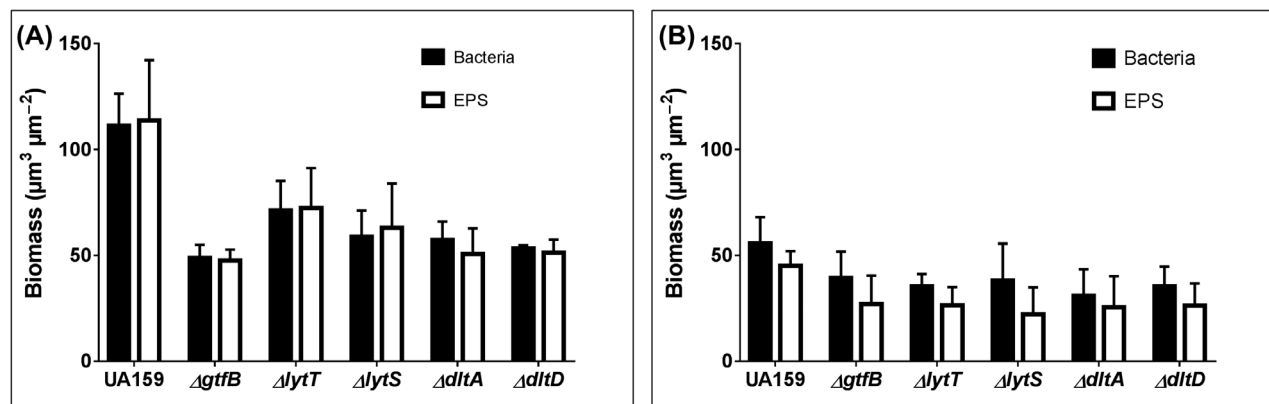 (A)
150
100
50
0
Biomass (µm³ µm⁻²)
Bacteria
EPS
UA159 ΔgtfB ΔlytT ΔlytS ΔdltA ΔdltD
(B)
150
100
50
0
Biomass (µm³ µm⁻²)
Bacteria
EPS
UA159 ΔgtfB ΔlytT ΔlytS ΔdltA ΔdltD